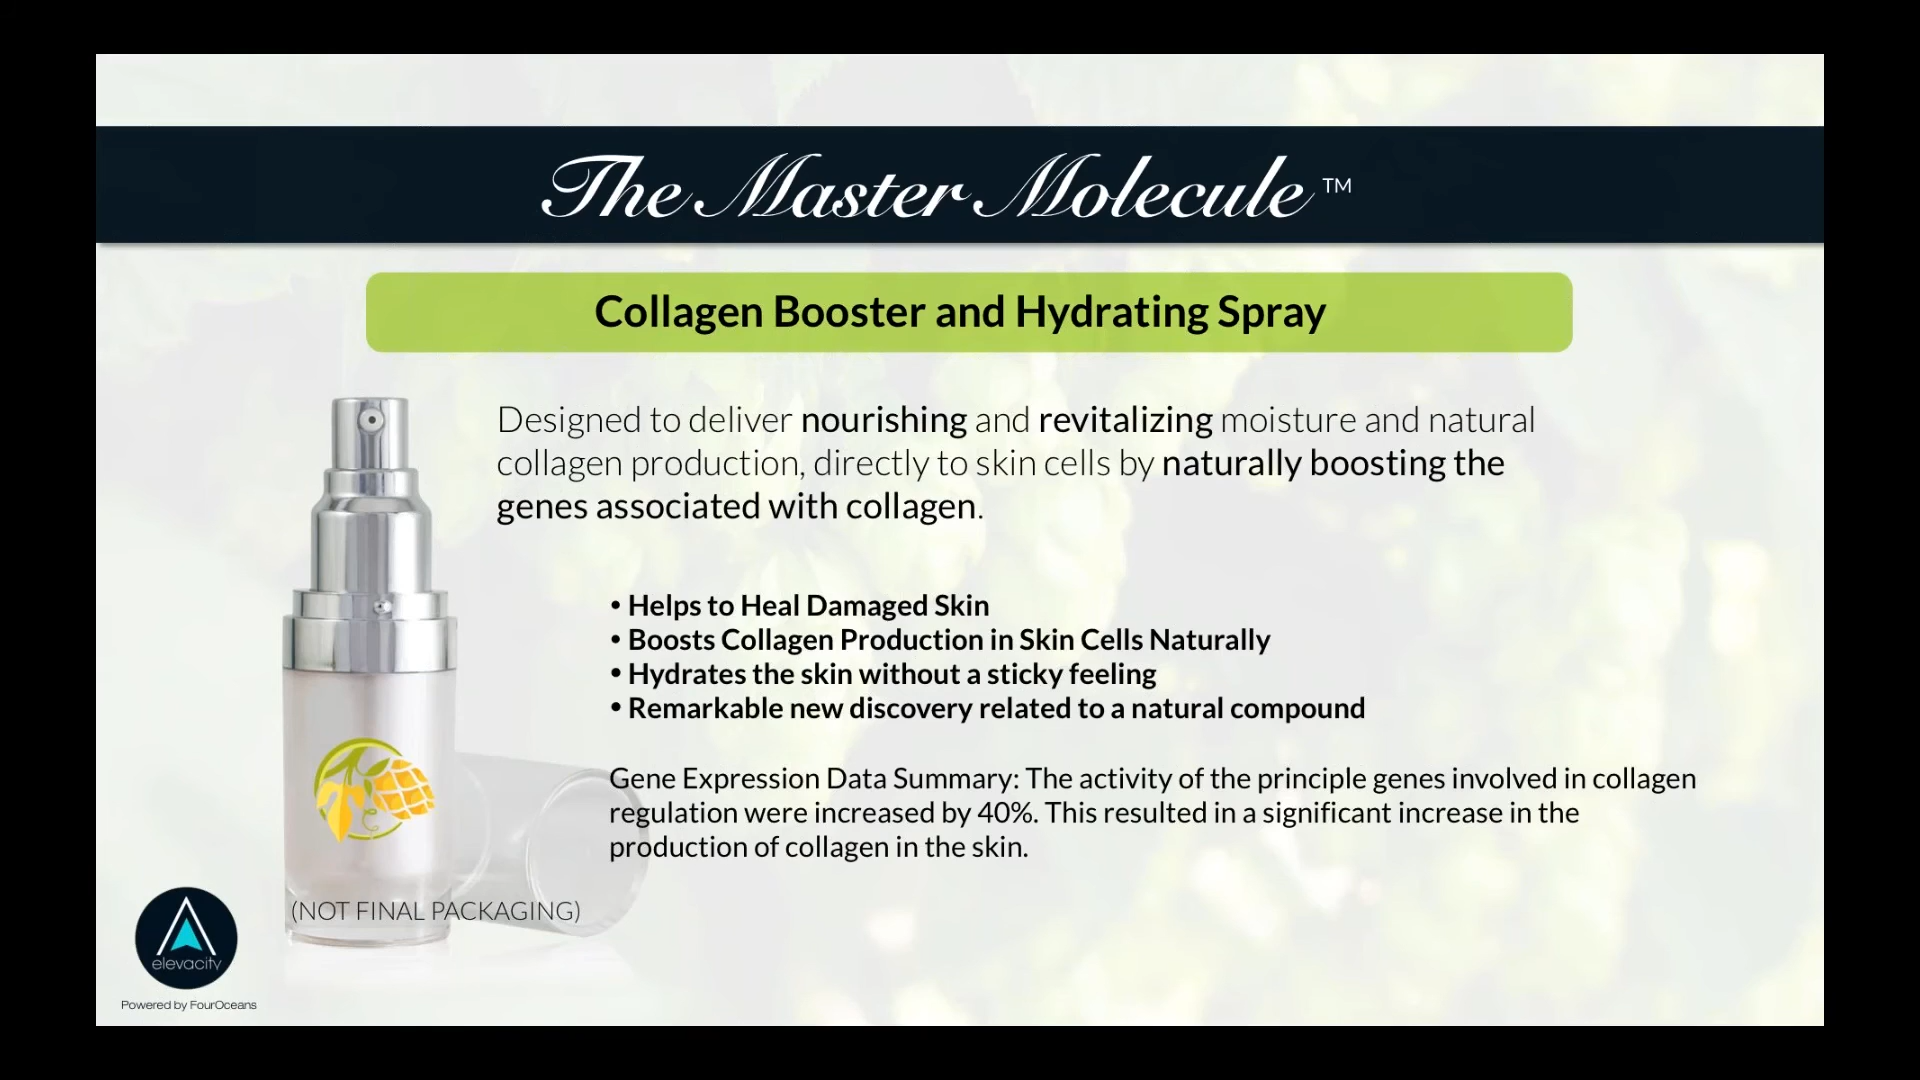 The Master Molecule™
Collagen Booster and Hydrating Spray
Designed to deliver nourishing and revitalizing moisture and natural
collagen production, directly to skin cells by naturally boosting the
genes associated with collagen.
• Helps to Heal Damaged Skin
• Boosts Collagen Production in Skin Cells Naturally
• Hydrates the skin without a sticky feeling
• Remarkable new discovery related to a natural compound
Gene Expression Data Summary: The activity of the principle genes involved in collagen
regulation were increased by 40%. This resulted in a significant increase in the
production of collagen in the skin.
(NOT FINAL PACKAGING)
elevacity
Powered by FourOceans